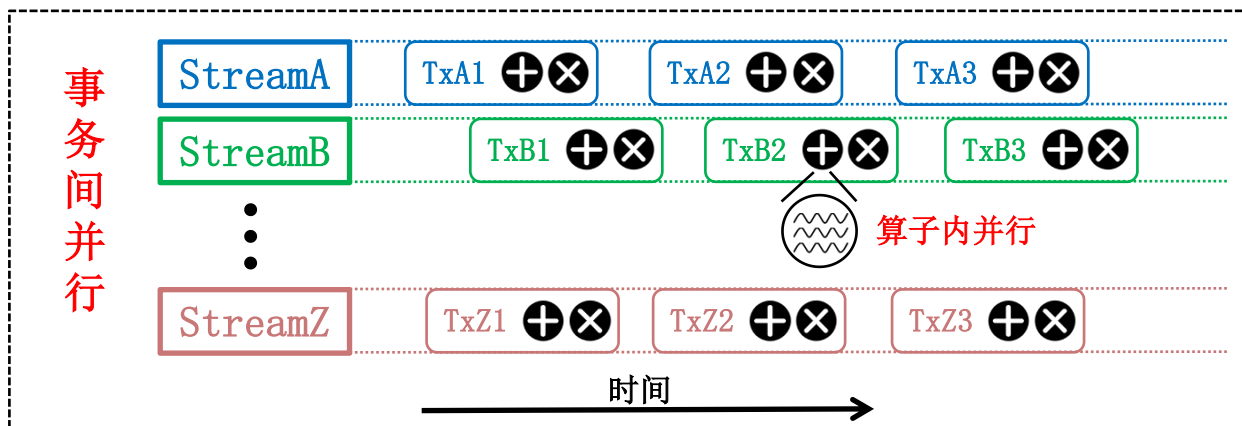 事务间并行
StreamA
TxA1
TxA2
TxA3
StreamB
TxB1
TxB2
TxB3
算子内并行
StreamZ
TxZ1
TxZ2
TxZ3
时间